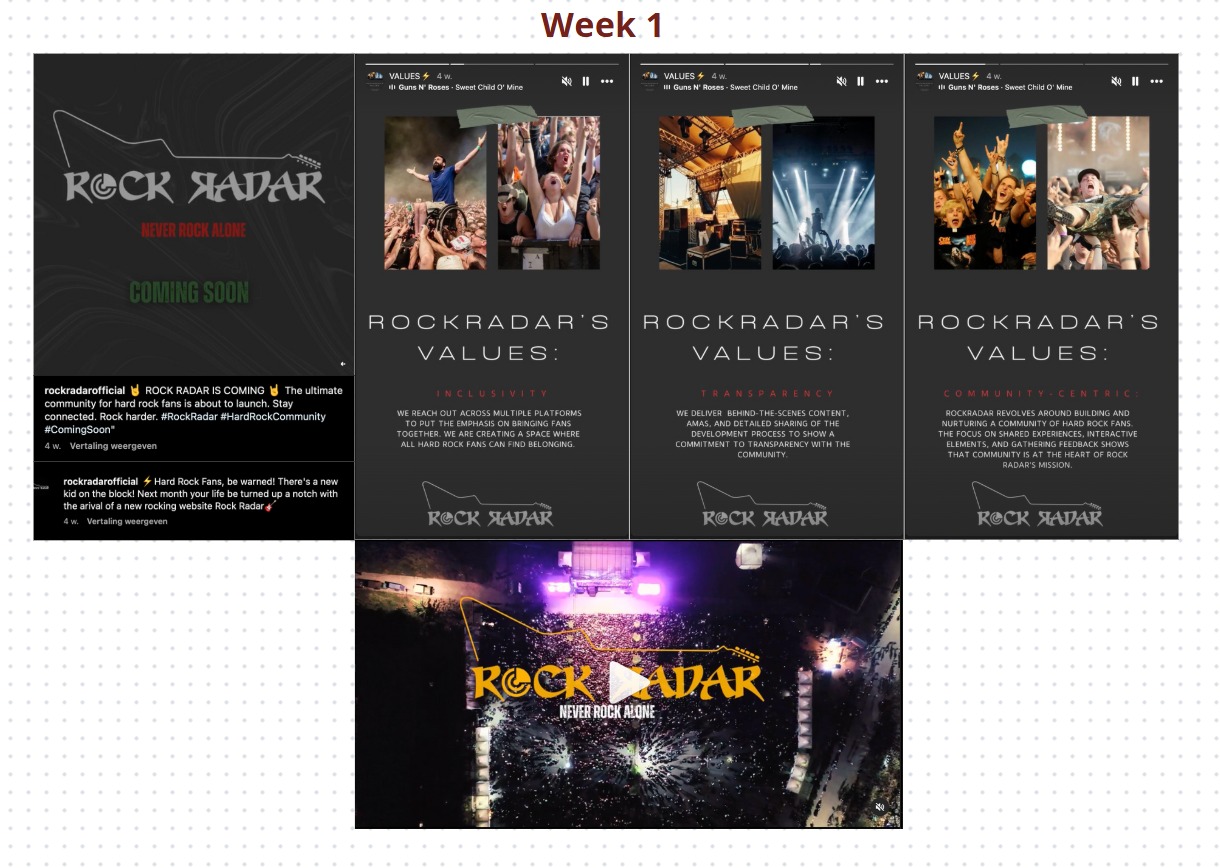 Week 1
ROCK RADAR
NEVER ROCK ALONE
COMING SOON
rockradarofficial 🤘 ROCK RADAR IS COMING 🤘 The ultimate
community for hard rock fans is about to launch. Stay
connected. Rock harder. #RockRadar #HardRockCommunity
#ComingSoon"
4 w. Vertaling weergeven
rockradarofficial ⚡Hard Rock Fans, be warned! There's a new
kid on the block! Next month your life be turned up a notch with
the arival of a new rocking website Rock Radar🎸
4 w. Vertaling weergeven
VALUES⚡ 4 w.
Guns N' Roses · Sweet Child O' Mine
ROCKRADAR'S
VALUES:
INCLUSIVITY
WE REACH OUT ACROSS MULTIPLE PLATFORMS
TO PUT THE EMPHASIS ON BRINGING FANS
TOGETHER. WE ARE CREATING A SPACE WHERE
ALL HARD ROCK FANS CAN FIND BELONGING.
ROCK RADAR
VALUES⚡ 4 w.
Guns N' Roses · Sweet Child O' Mine
ROCKRADAR'S
VALUES:
TRANSPARENCY
WE DELIVER BEHIND-THE-SCENES CONTENT,
AMAS, AND DETAILED SHARING OF THE
DEVELOPMENT PROCESS TO SHOW A
COMMITMENT TO TRANSPARENCY WITH THE
COMMUNITY.
ROCK RADAR
VALUES⚡ 4 w.
Guns N' Roses · Sweet Child O' Mine
ROCKRADAR'S
VALUES:
COMMUNITY-CENTRIC:
ROCKRADAR REVOLVES AROUND BUILDING AND
NURTURING A COMMUNITY OF HARD ROCK FANS.
THE FOCUS ON SHARED EXPERIENCES, INTERACTIVE
ELEMENTS, AND GATHERING FEEDBACK SHOWS
THAT COMMUNITY IS AT THE HEART OF ROCK
RADAR'S MISSION.
ROCK RADAR
ROCK RADAR
NEVER ROCK ALONE